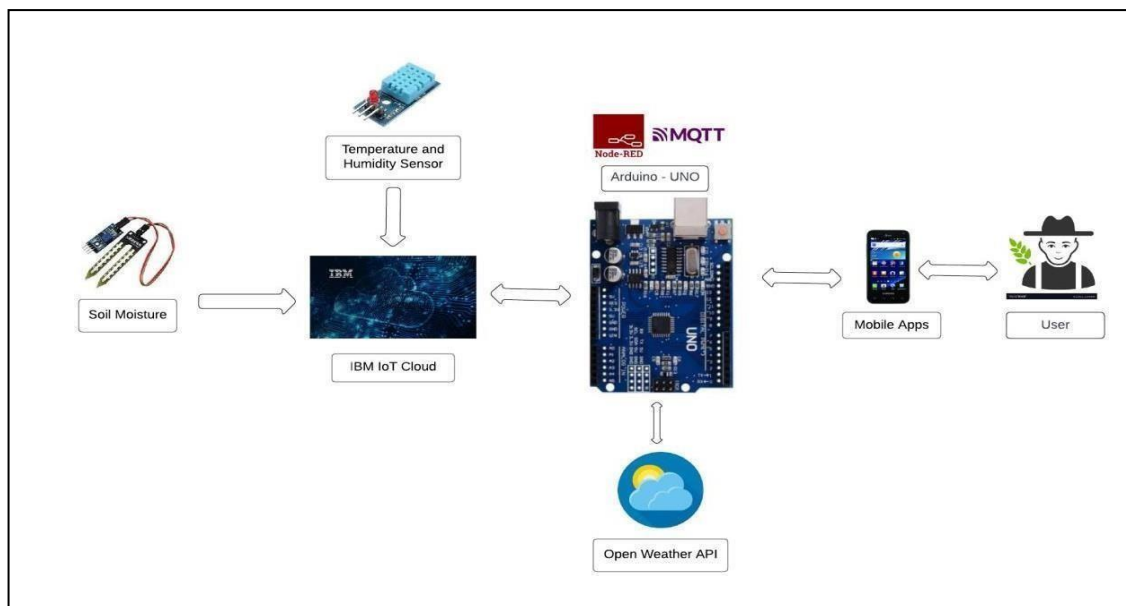 Temperature and
Humidity Sensor
Node-RED
MQTT
Arduino - UNO
IBM
UNO
Soil Moisture
IBM IoT Cloud
Mobile Apps
User
Open Weather API